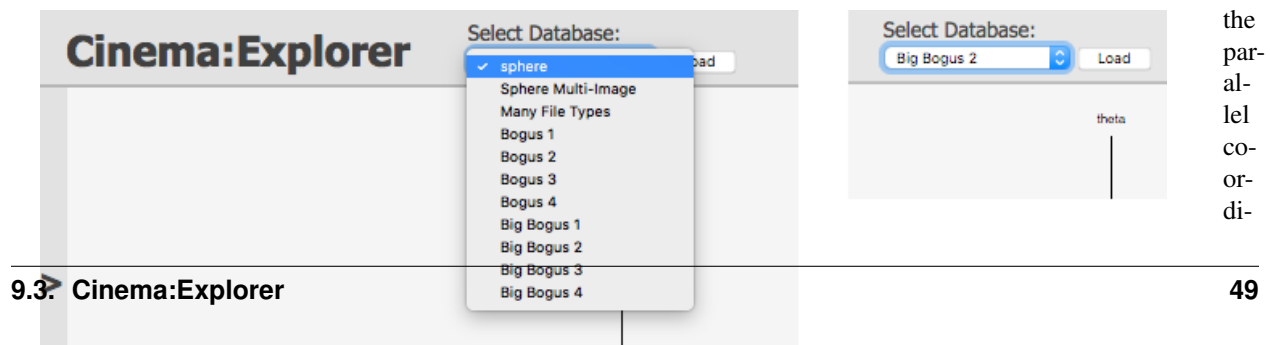 Cinema:Explorer
Select Database:
✓ sphere
Sphere Multi-Image
Many File Types
Bogus 1
Bogus 2
Bogus 3
Bogus 4
Big Bogus 1
Big Bogus 2
Big Bogus 3
Big Bogus 4
oad
>
Select Database:
Big Bogus 2
Load
theta
the
par-
al-
lel
co-
or-
di-
9.3. Cinema:Explorer
49